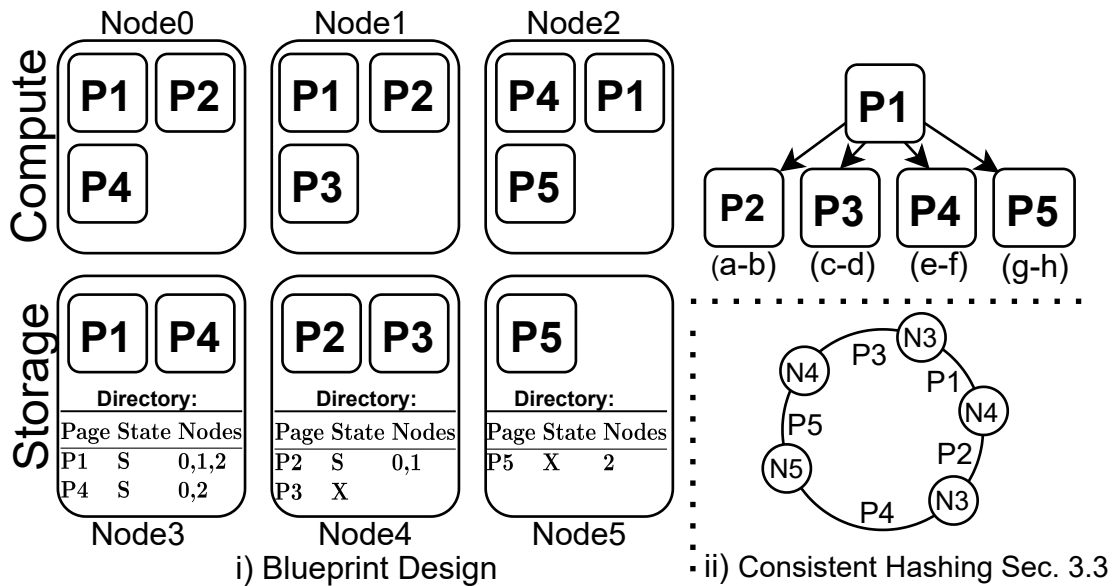 Node0
Node1
Node2
Compute
P1 P2
P4
P1 P2
P3
P4 P1
P5
Storage
P1 P4
Directory:
Page State Nodes
P1 S 0,1,2
P4 S 0,2
Node3
P2 P3
Directory:
Page State Nodes
P2 S 0,1
P3 X
Node4
P5
Directory:
Page State Nodes
P5 X 2
Node5
i) Blueprint Design
P1
P2 P3 P4 P5
(a-b) (c-d) (e-f) (g-h)
N3
P3
P1
N4
N4
P5
P2
N5
N3
P4
ii) Consistent Hashing Sec. 3.3